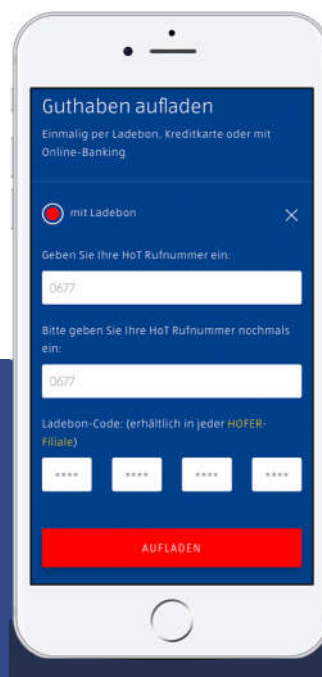 Guthaben aufladen
Einmalig per Ladebon, Kreditkarte oder mit
Online-Banking
mit Ladebon
Geben Sie Ihre HoT Rufnummer ein:
0677
Bitte geben Sie Ihre HoT Rufnummer nochmals
ein:
0677
Ladebon-Code: (erhältlich in jeder HOFER-
Filiale)
**** **** **** ****
AUFLADEN